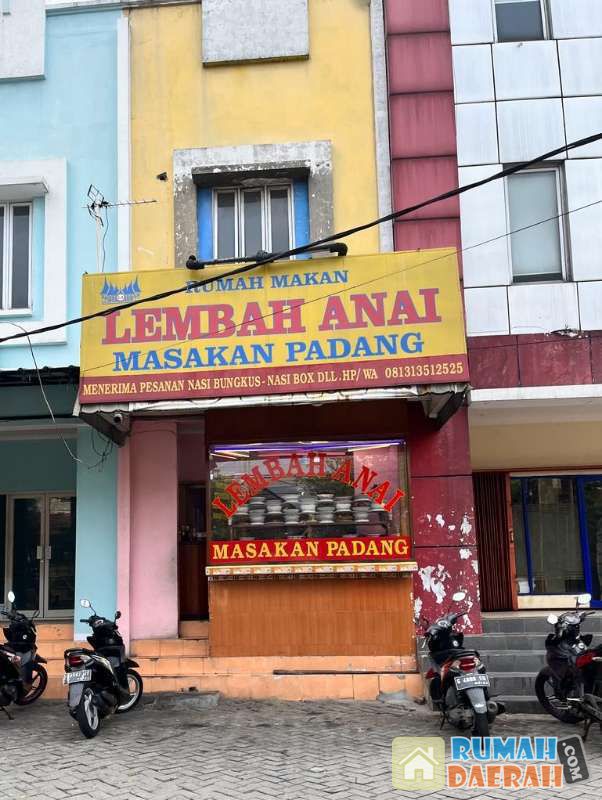 RUMAH MAKAN
LEMBAH ANAI
MASAKAN PADANG
MENERIMA PESANAN NASI BUNGKUS - NASI BOX DLL. HP/WA 081313512525
LEMBAH ANAI
MASAKAN PADANG
RUMAH
DAERAH
.COM